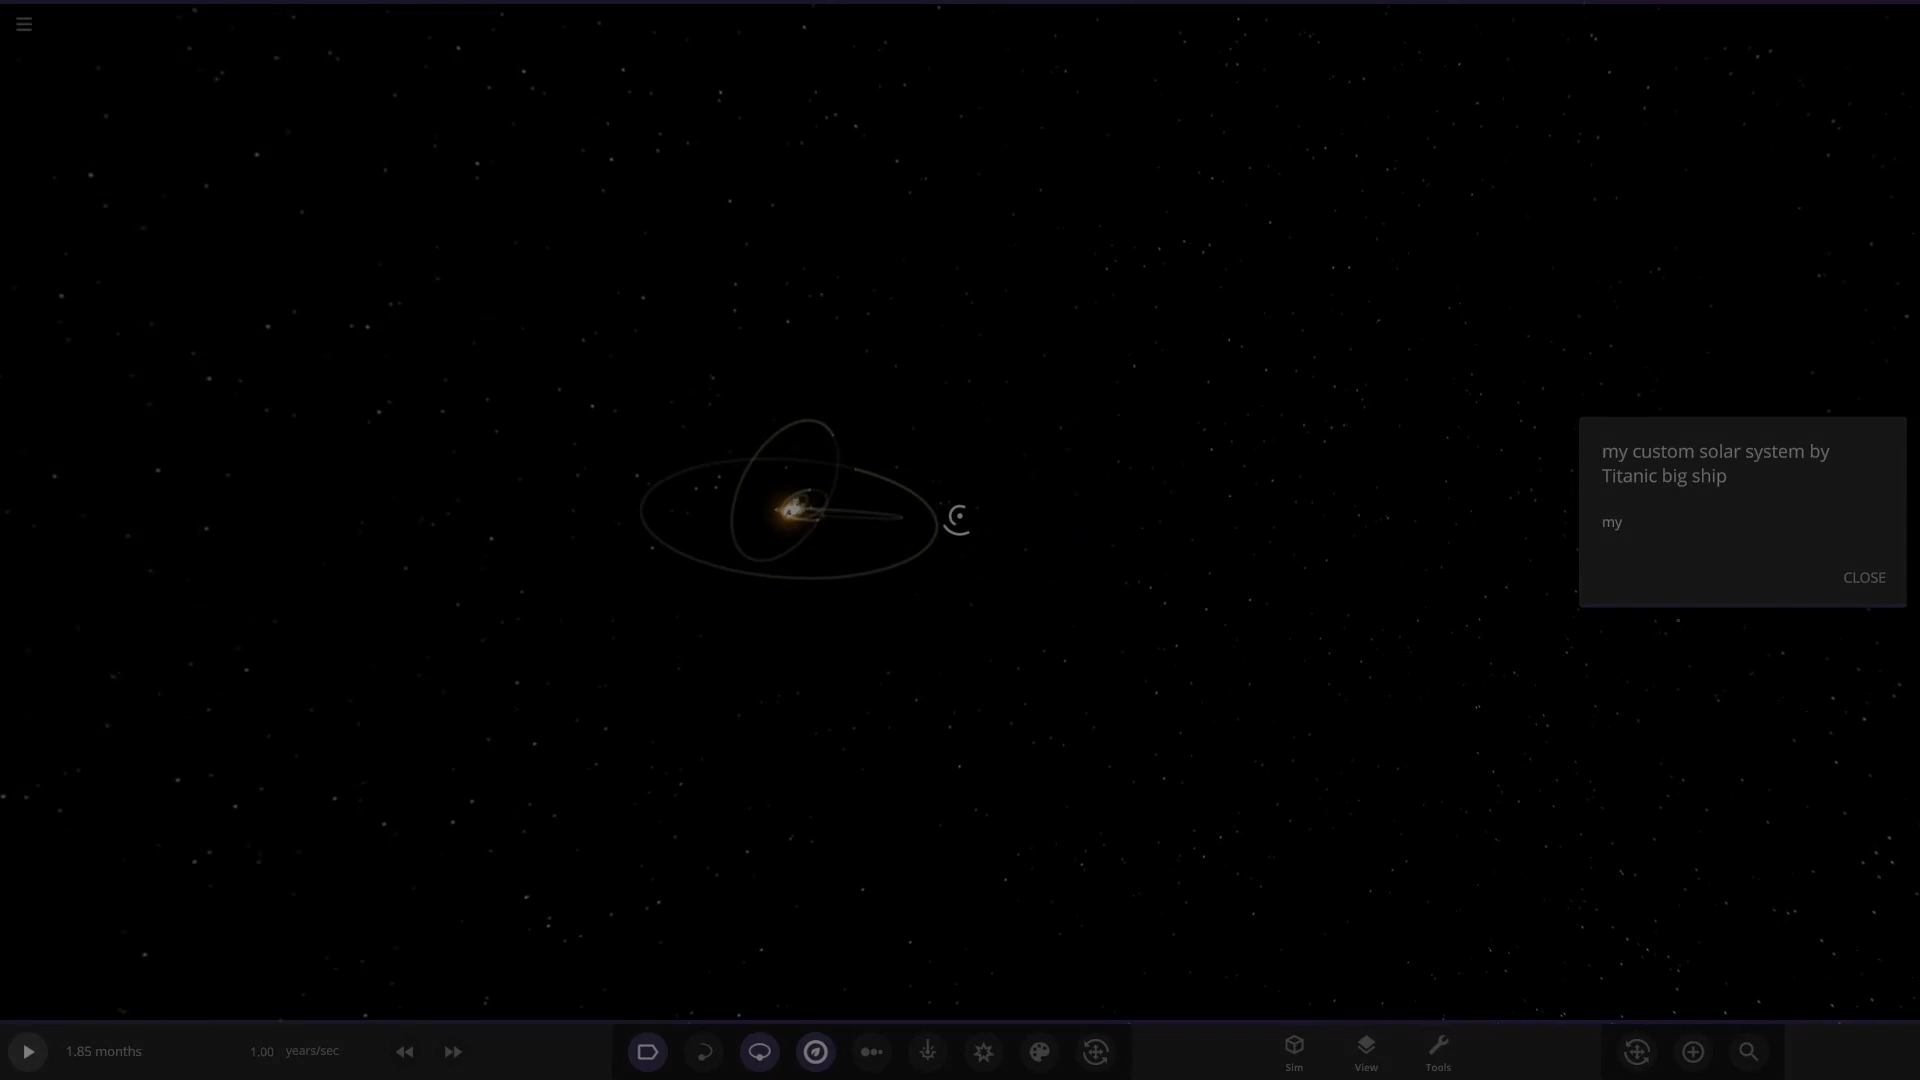 my custom solar system by
Titanic big ship
my
CLOSE
1.85 months
1.00 years/sec
Sim
View
Tools